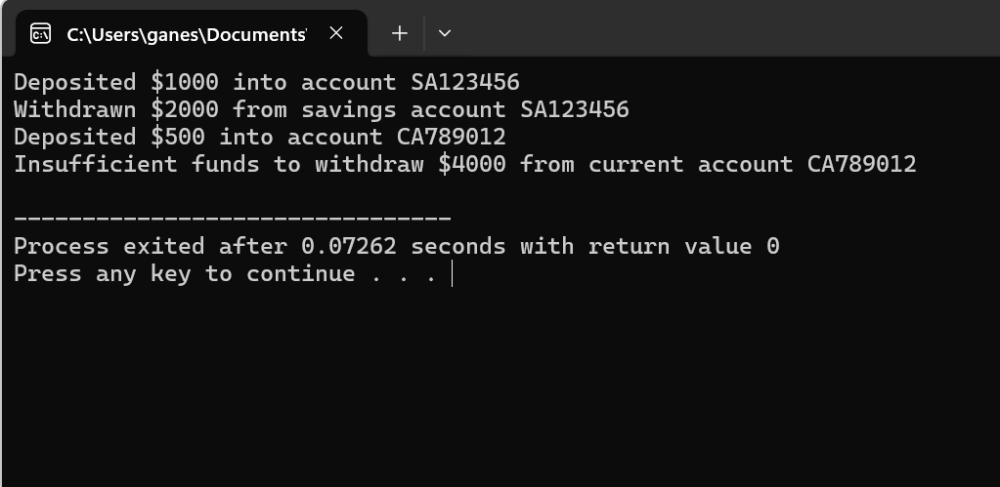 C:\Users\ganes\Documents'
Deposited $1000 into account SA123456
Withdrawn $2000 from savings account SA123456
Deposited $500 into account CA789012
Insufficient funds to withdraw $4000 from current account CA789012
--------------------------------
Process exited after 0.07262 seconds with return value 0
Press any key to continue . . .